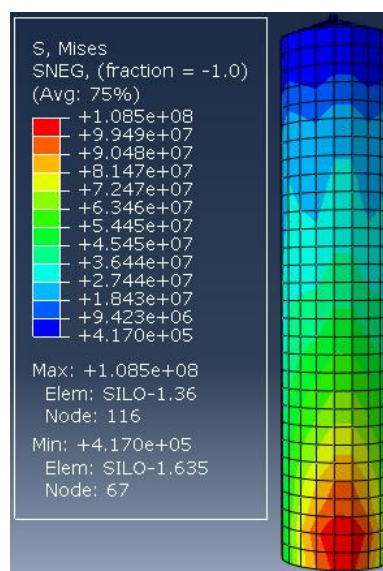 S, Mises
SNEG, (fraction = -1.0)
(Avg: 75%)
+1.085e+08
+9.949e+07
+9.048e+07
+8.147e+07
+7.247e+07
+6.346e+07
+5.445e+07
+4.545e+07
+3.644e+07
+2.744e+07
+1.843e+07
+9.423e+06
+4.170e+05
Max: +1.085e+08
Elem: SILO-1.36
Node: 116
Min: +4.170e+05
Elem: SILO-1.635
Node: 67